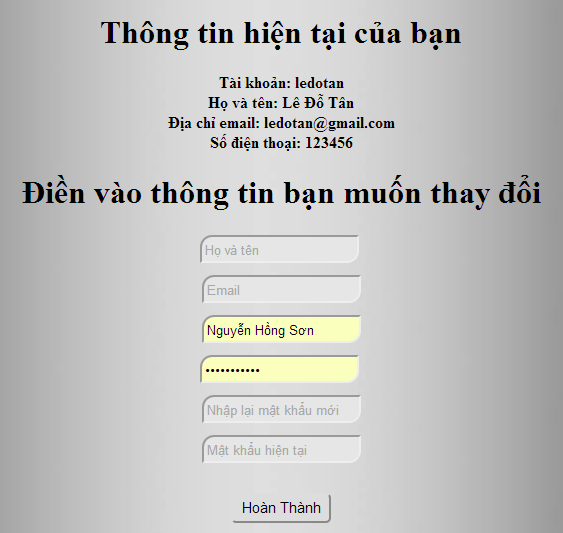 Thông tin hiện tại của bạn
Tài khoản: ledotan
Họ và tên: Lê Đỗ Tân
Địa chỉ email: ledotan@gmail.com
Số điện thoại: 123456
Điền vào thông tin bạn muốn thay đổi
Họ và tên
Email
Nguyễn Hồng Sơn
•••••••••••
Nhập lại mật khẩu mới
Mật khẩu hiện tại
Hoàn Thành